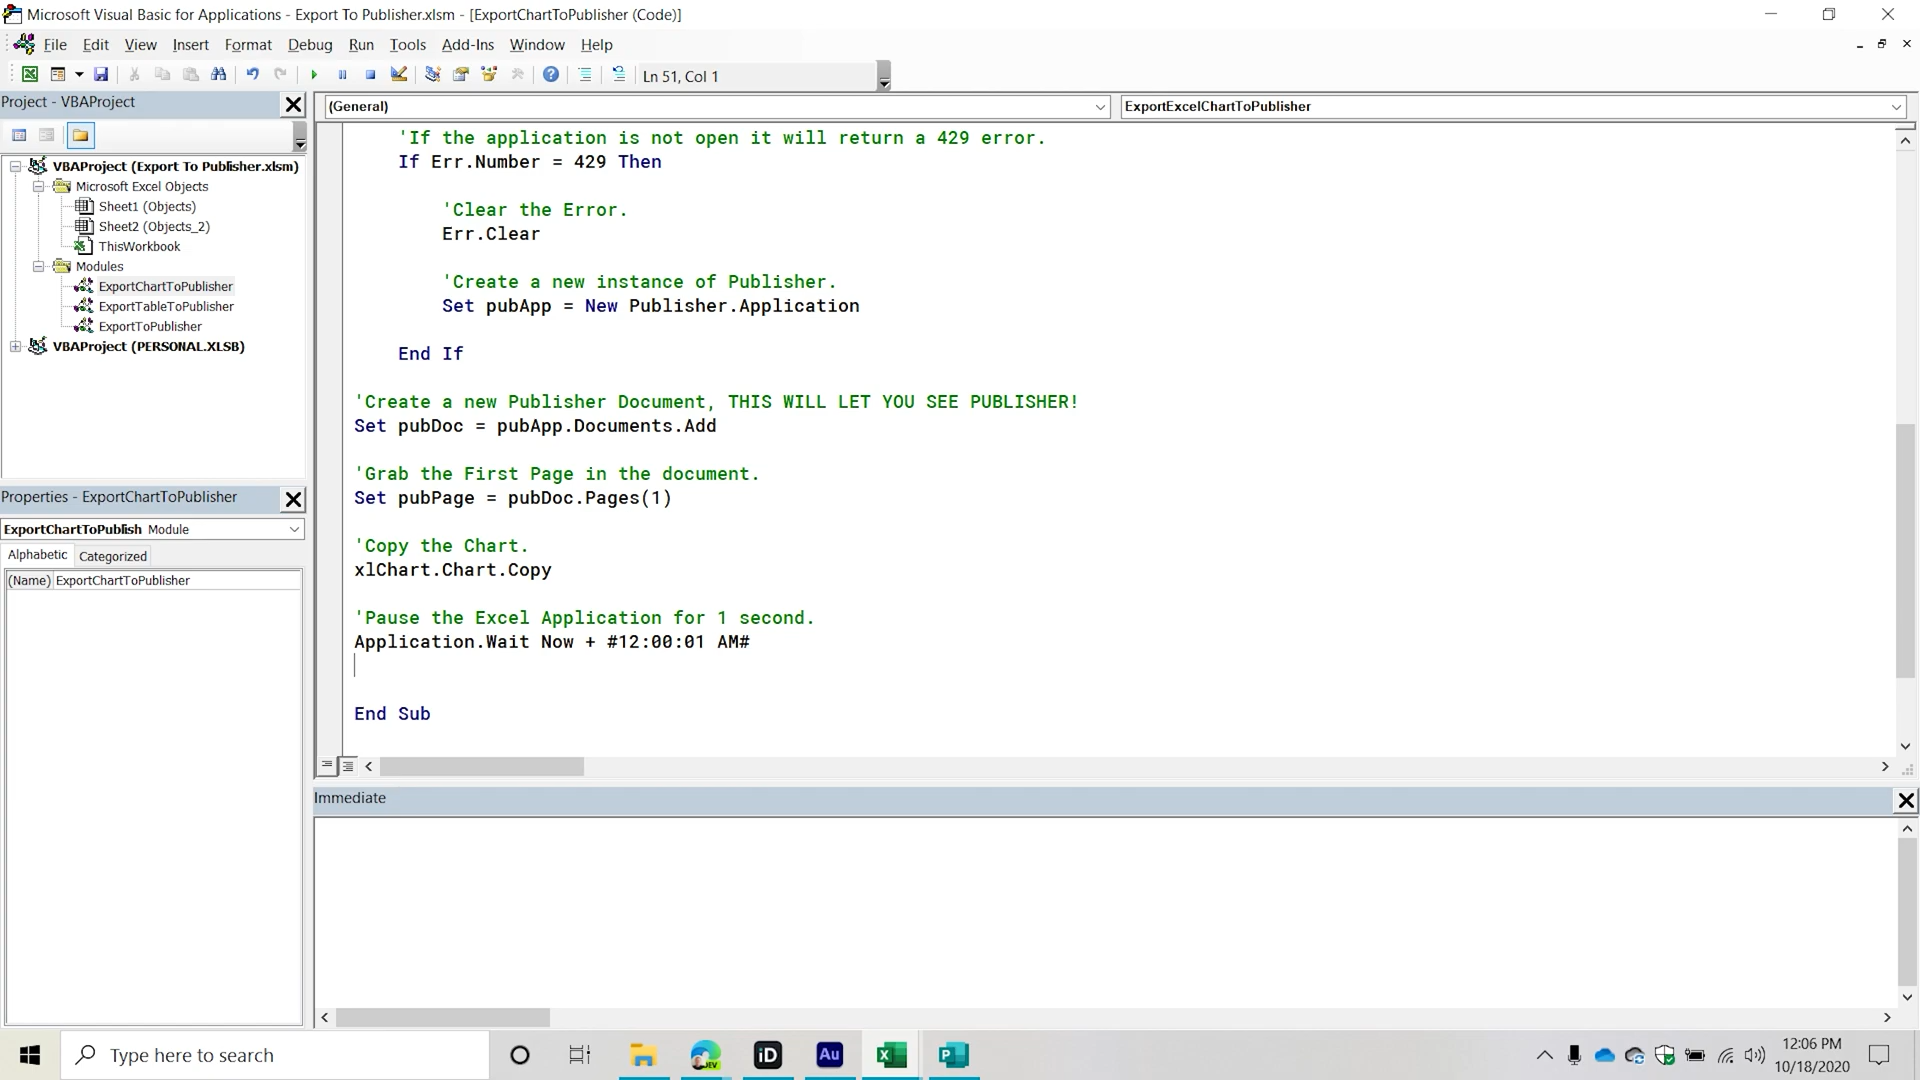 Microsoft Visual Basic for Applications - Export To Publisher.xlsm - [ExportChartToPublisher (Code)]
File Edit View Insert Format Debug Run Tools Add-Ins Window Help
Ln 51, Col 1
Project - VBAProject
(General)
ExportExcelChartToPublisher
VBAProject (Export To Publisher.xlsm)
Microsoft Excel Objects
Sheet1 (Objects)
Sheet2 (Objects_2)
ThisWorkbook
Modules
ExportChartToPublisher
ExportTableToPublisher
ExportToPublisher
VBAProject (PERSONAL.XLSB)
Properties - ExportChartToPublisher
ExportChartToPublish Module
Alphabetic Categorized
(Name) ExportChartToPublisher
'If the application is not open it will return a 429 error.
If Err.Number = 429 Then
'Clear the Error.
Err.Clear
'Create a new instance of Publisher.
Set pubApp = New Publisher.Application
End If
'Create a new Publisher Document, THIS WILL LET YOU SEE PUBLISHER!
Set pubDoc = pubApp.Documents.Add
'Grab the First Page in the document.
Set pubPage = pubDoc.Pages(1)
'Copy the Chart.
xlChart.Chart.Copy
'Pause the Excel Application for 1 second.
Application.Wait Now + #12:00:01 AM#
End Sub
Immediate
Type here to search
DEV
iD
Au
X
P
12:06 PM
10/18/2020